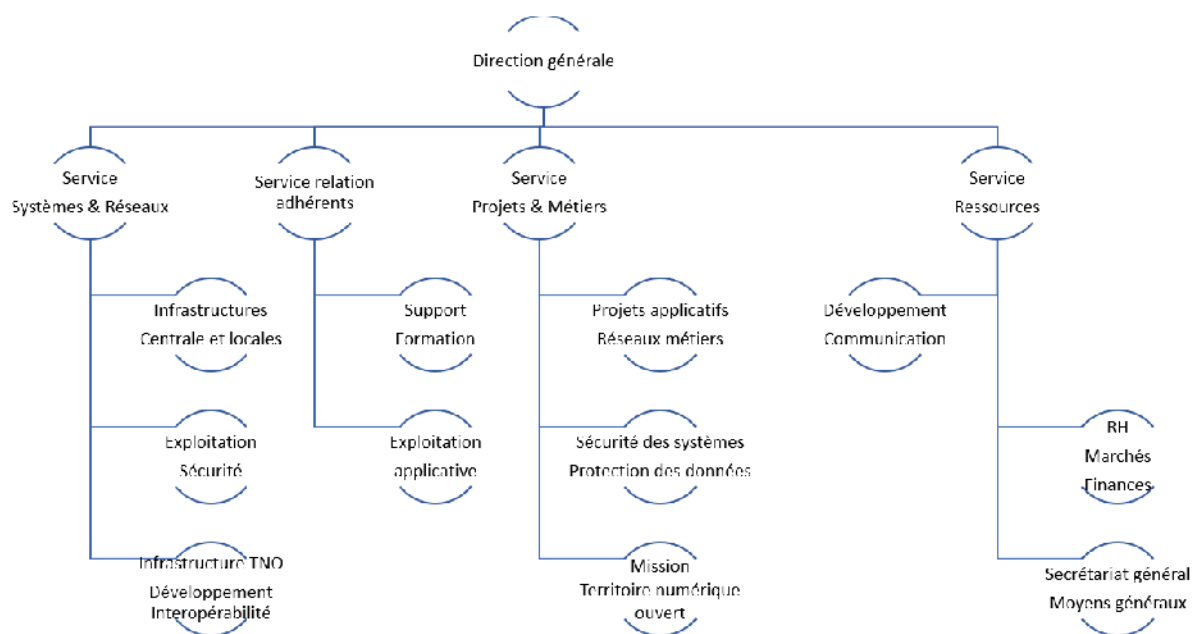 Direction générale
Service
Systèmes & Réseaux
Service relation
adhérents
Service
Projets & Métiers
Service
Ressources
Infrastructures
Centrale et locales
Support
Formation
Projets applicatifs
Réseaux métiers
Développement
Communication
Exploitation
Sécurité
Exploitation
applicative
Sécurité des systèmes
Protection des données
RH
Marchés
Finances
Infrastructure TNO
Développement
Interopérabilité
Mission
Territoire numérique
ouvert
Secrétariat général
Moyens généraux